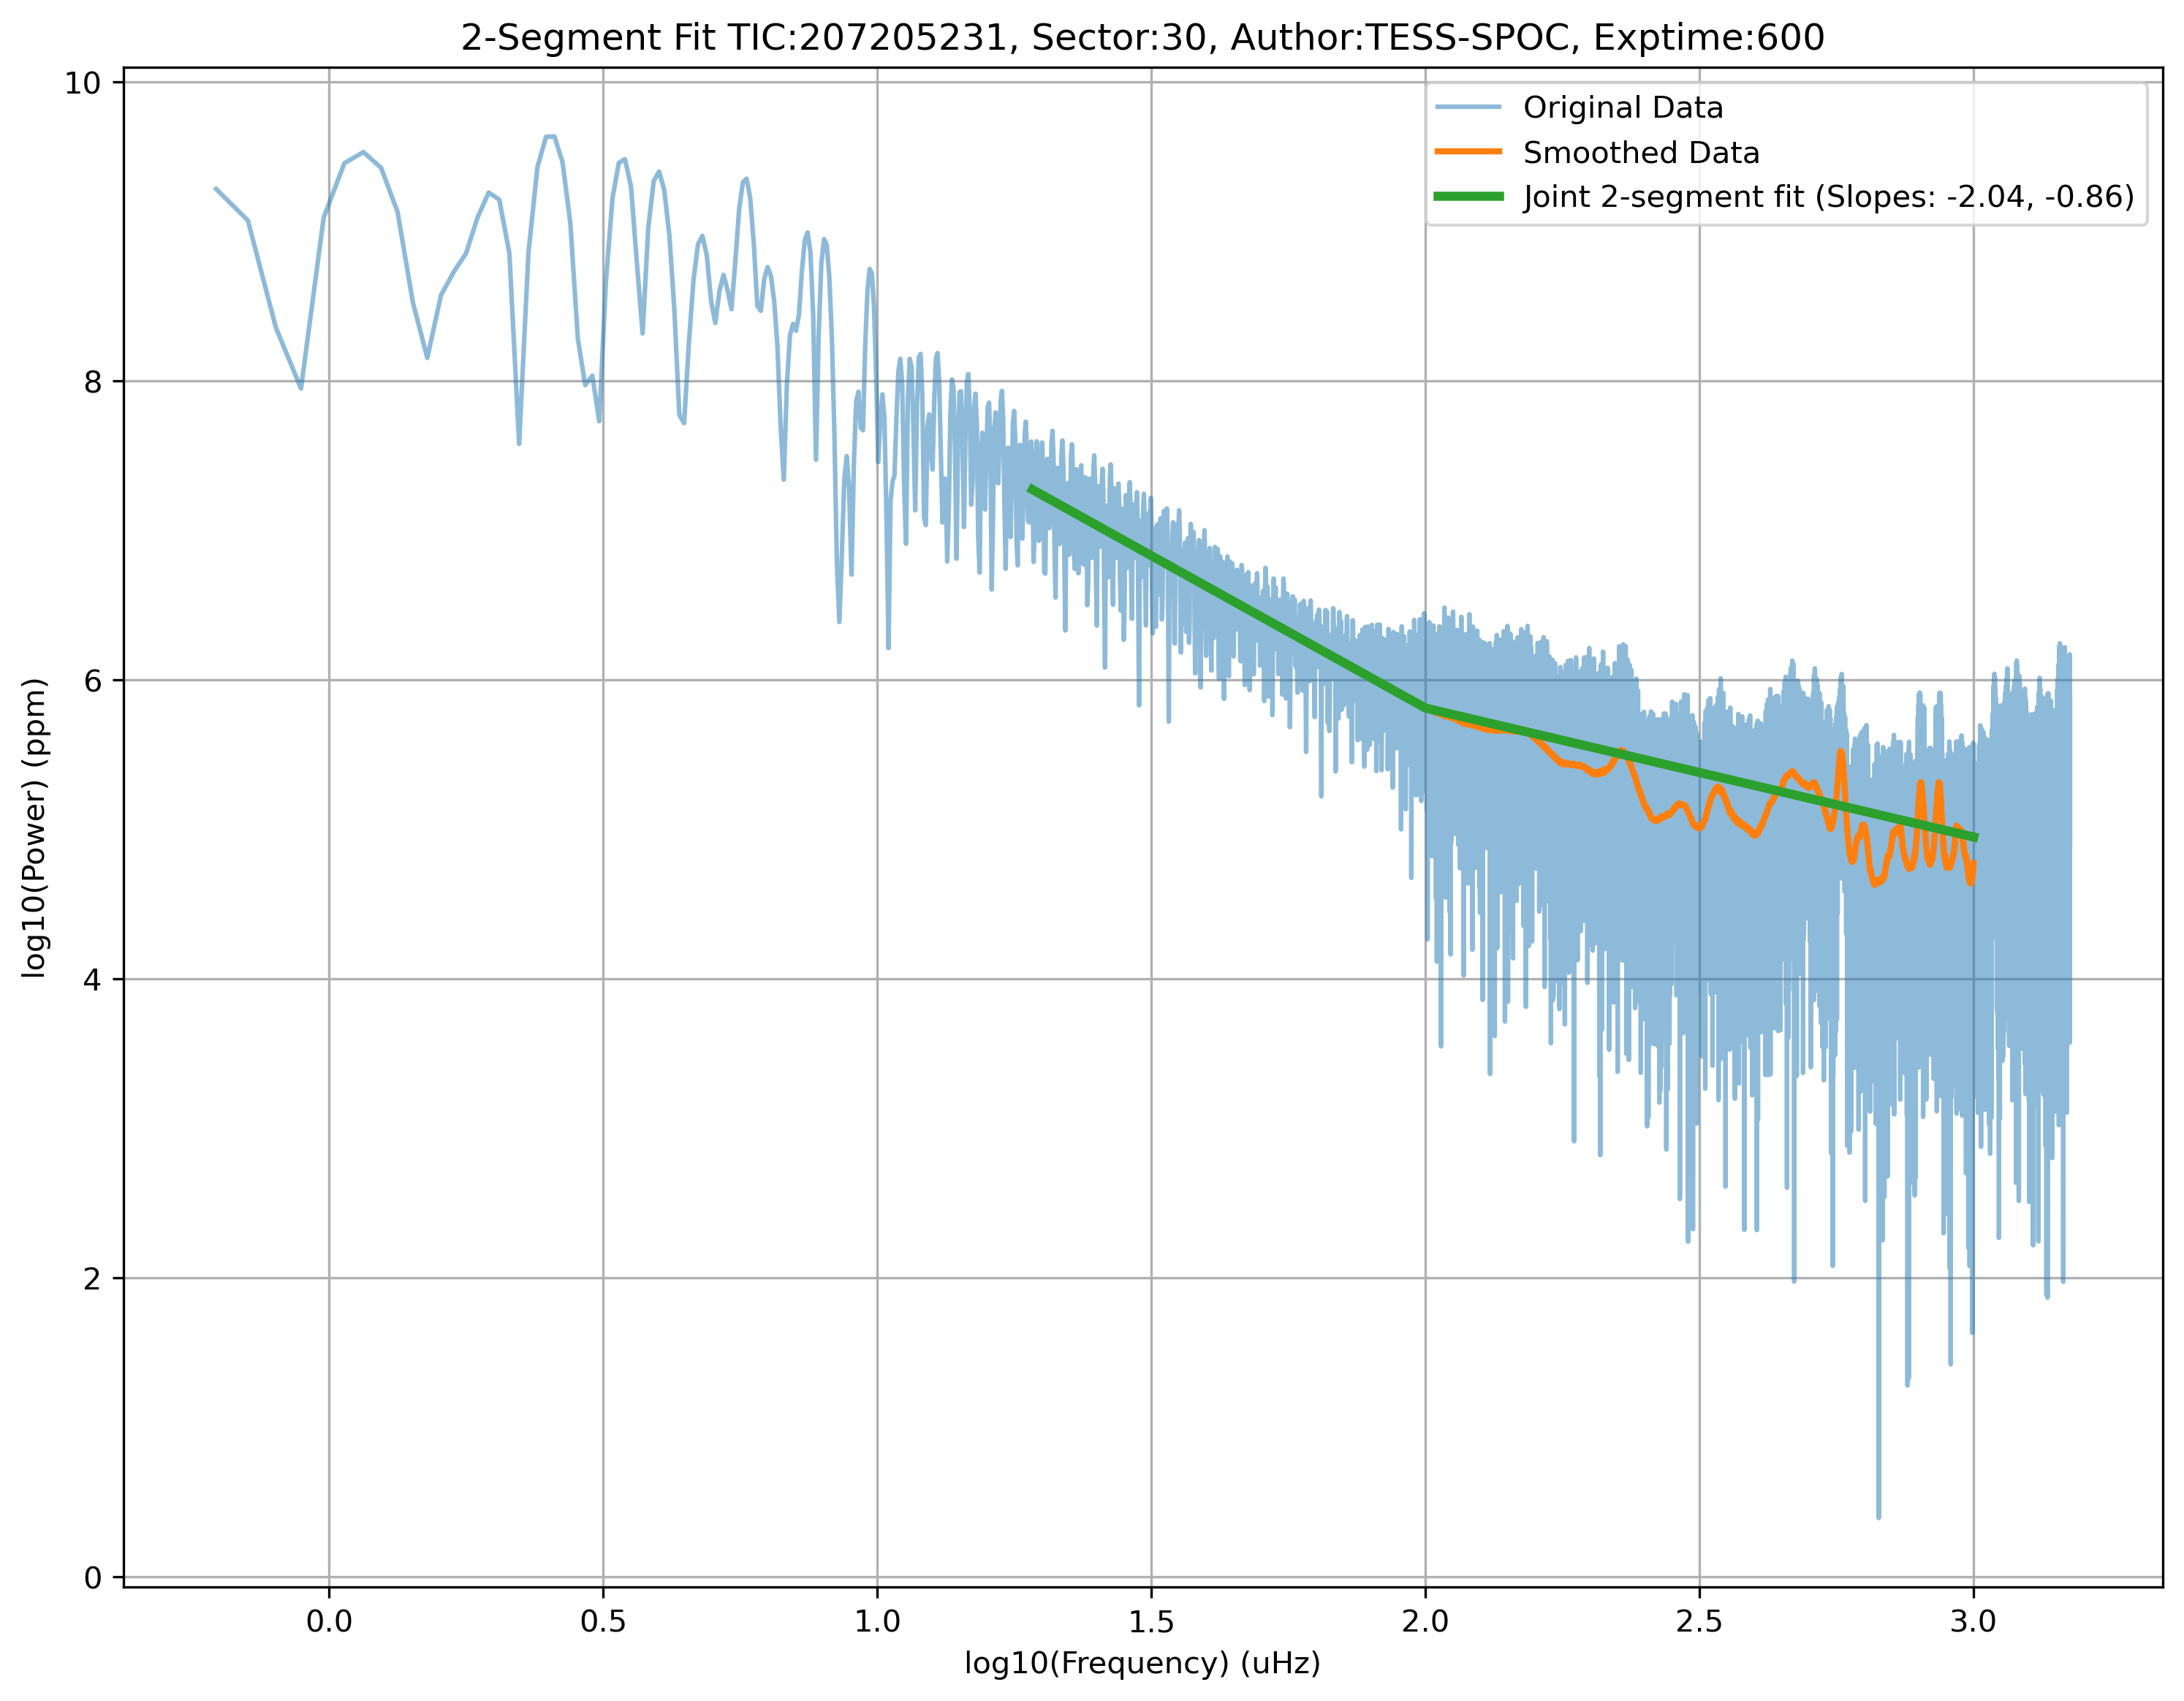 2-Segment Fit TIC:207205231, Sector:30, Author:TESS-SPOC, Exptime:600
Original Data
Smoothed Data
Joint 2-segment fit (Slopes: -2.04, -0.86)
log10(Power) (ppm)
10
8
6
4
2
0
0.0 0.5 1.0 1.5 2.0 2.5 3.0
log10(Frequency) (uHz)